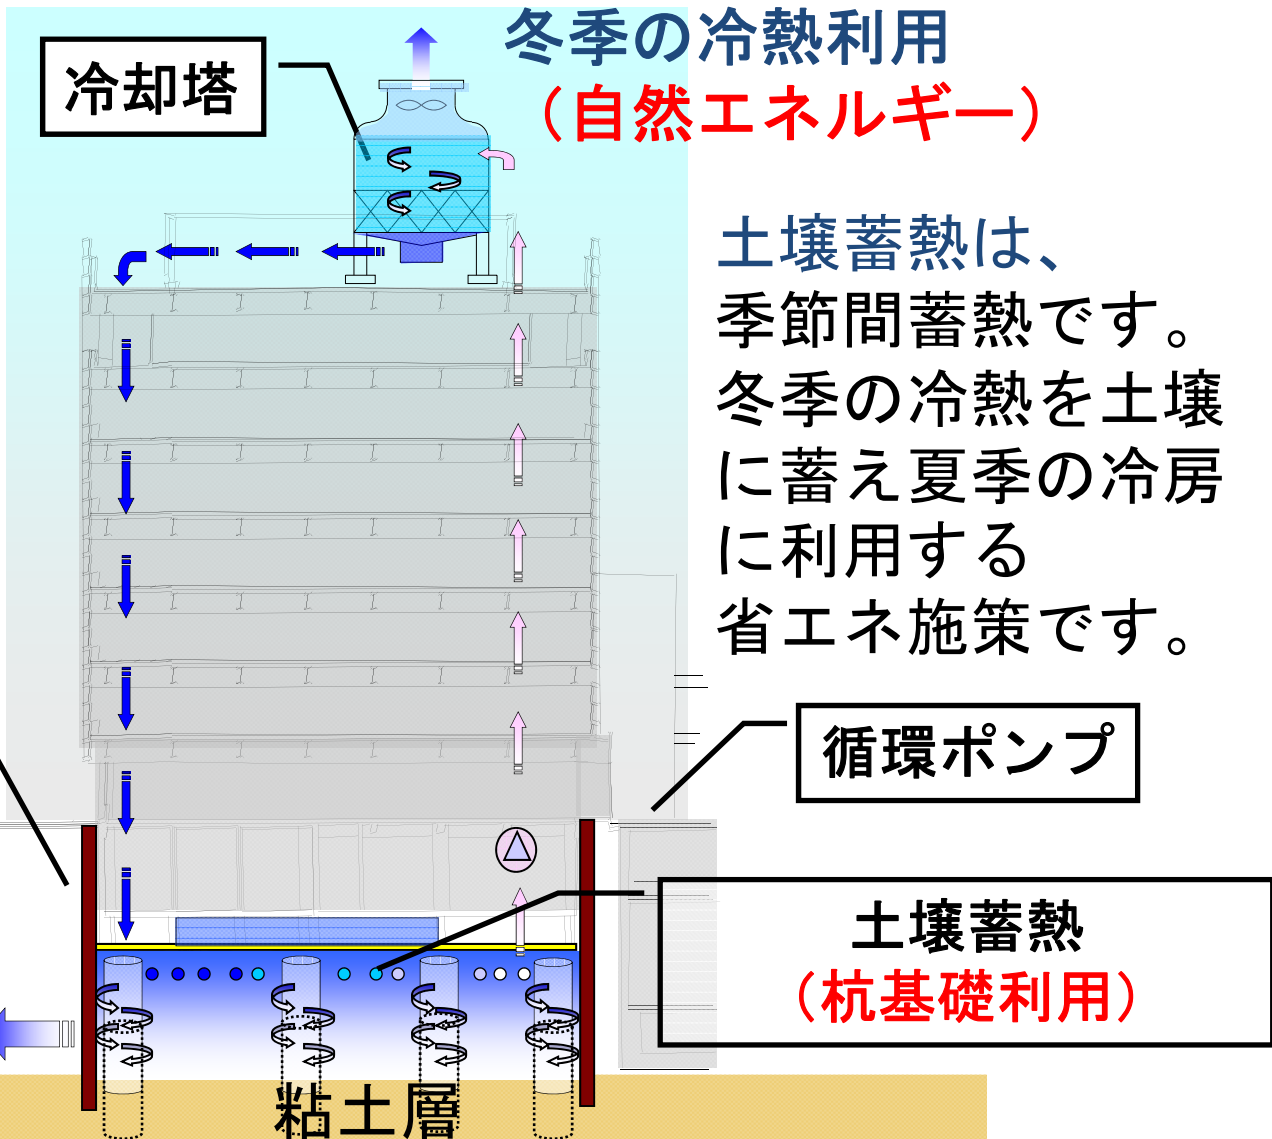 冬季の冷熱利用
（自然エネルギー）
冷却塔
土壌蓄熱は、
季節間蓄熱です。
冬季の冷熱を土壌
に蓄え夏季の冷房
に利用する
省エネ施策です。
循環ポンプ
土壌蓄熱
（杭基礎利用）
粘土層